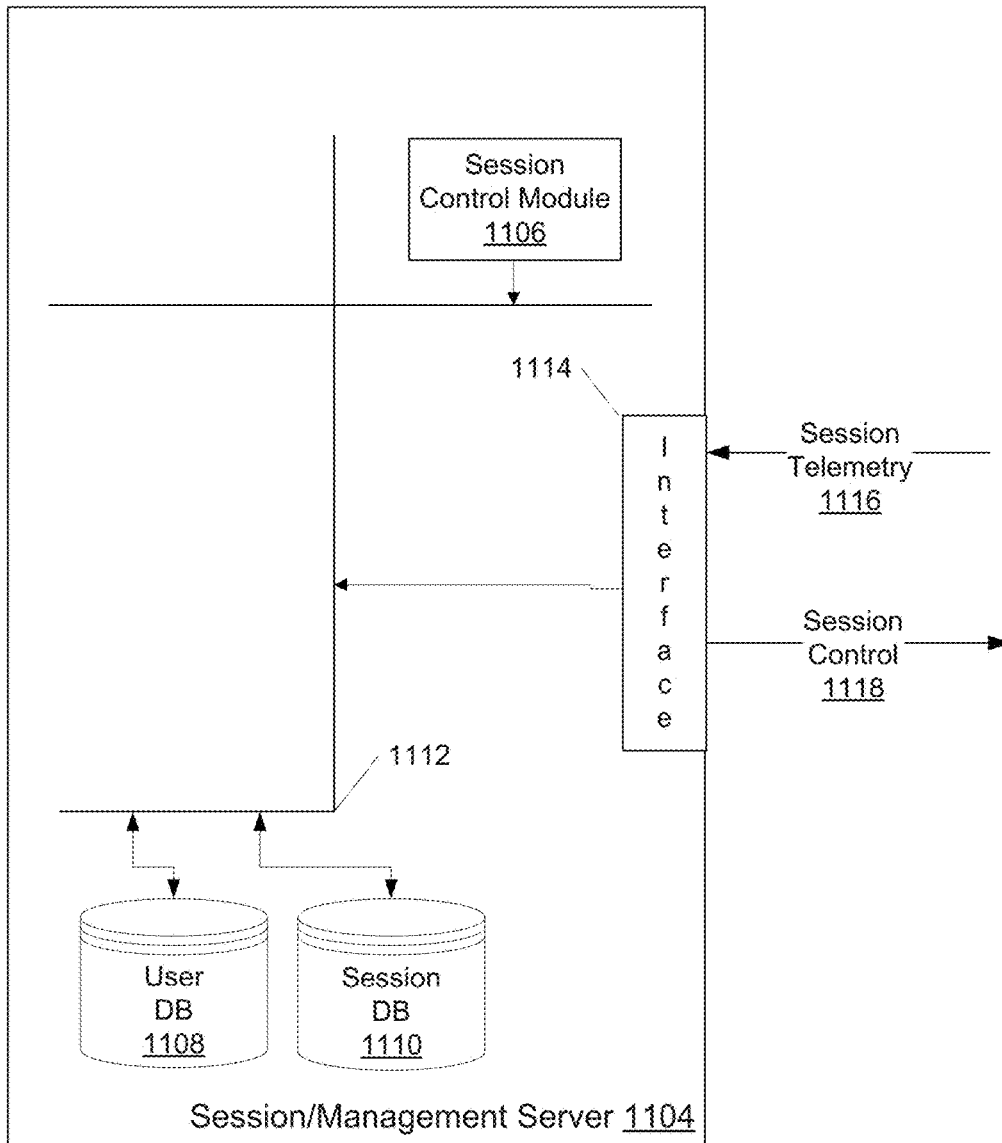 Session
Control Module
1106
1114
Interface
Session
Telemetry
1116
Session
Control
1118
1112
User
DB
1108
Session
DB
1110
Session/Management Server 1104